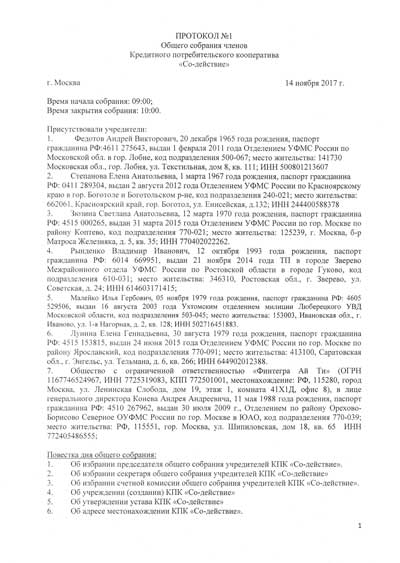 ПРОТОКОЛ №1
Общего собрания членов
Кредитного потребительского кооператива
«Со-действие»
г. Москва 14 ноября 2017 г.
Время начала собрания: 09:00;
Время закрытия собрания: 10:00.
Присутствовали учредители:
1. Федотов Андрей Викторович, 20 декабря 1965 года рождения, паспорт
гражданина РФ:4611 275643, выдан 1 февраля 2011 года Отделением УФМС России по
Московской обл. в гор. Лобне, код подразделения 500-067; место жительства: 141730
Московская обл., гор. Лобня, ул. Текстильная, дом 8, кв. 111; ИНН 500801213607
2. Степанова Елена Анатольевна, 1 марта 1967 года рождения, паспорт гражданина
РФ: 0411 289304, выдан 2 августа 2012 года Отделением УФМС России по Красноярскому
краю в гор. Боготоле и Боготольском р-не, код подразделения 240-021; место жительства:
662061, Красноярский край, гор. Боготол, ул. Енисейская, д.132; ИНН 244400588378
3. Зюзина Светлана Анатольевна, 12 марта 1970 года рождения, паспорт гражданина
РФ: 4515 000265, выдан 31 марта 2015 года Отделением УФМС России по гор. Москве по
району Коптево, код подразделения 770-021; место жительства: 125239, г. Москва, б-р
Матроса Железняка, д. 5, кв. 35; ИНН 770402022262.
4. Рынденко Владимир Иванович, 12 октября 1993 года рождения, паспорт
гражданина РФ: 6014 669951, выдан 21 ноября 2014 года ТП в городе Зверево
Межрайонного отдела УФМС России по Ростовской области в городе Гуково, код
подразделения 610-031; место жительства: 346310, Ростовская обл., г. Зверево, ул.
Советская, д. 24; ИНН 614603171415;
5. Малейко Илья Гербович, 05 ноября 1979 года рождения, паспорт гражданина РФ: 4605
529506, выдан 16 августа 2003 года Ухтомским отделением милиции Люберецкого УВД
Московской области, код подразделения 503-045; место жительства: 153003, Ивановская обл., г.
Иваново, ул. 1-я Нагорная, д. 2, кв. 128; ИНН 502716451883.
6. Лунина Елена Геннадьевна, 30 августа 1979 года рождения, паспорт гражданина
РФ: 4515 153815, выдан 24 июня 2015 года Отделением УФМС России по гор. Москве по
району Ярославский, код подразделения 770-091; место жительства: 413100, Саратовская
обл., г. Энгельс, ул. Тельмана, д. 6, кв. 266; ИНН 644902012388.
7. Общество с ограниченной ответственностью «Финтегра Ай Ти» (ОГРН
1167746524967, ИНН 7725319083, КПП 772501001, местонахождение: РФ, 115280, город
Москва, ул. Ленинская Слобода, дом 19, этаж 1, комната 41Х1Д, офис 8), в лице
генерального директора Конева Андрея Андреевича, 11 мая 1988 года рождения, паспорт
гражданина РФ: 4510 267962, выдан 30 июля 2009 г., Отделением по району Орехово-
Борисово Северное ОУФМС России по гор. Москве в ЮАО, код подразделения 770-039;
место жительства: РФ, 115551, гор. Москва, ул. Шипиловская, дом 18, кв. 65 ИНН
772405486555;
Повестка дня общего собрания:
1. Об избрании председателя общего собрания учредителей КПК «Со-действие».
2. Об избрании секретаря общего собрания учредителей КПК «Со-действие»
3. Об избрании счетной комиссии общего собрания учредителей КПК «Со-действие».
4. Об учреждении (создании) КПК «Со-действие»
5. Об утверждении устава КПК «Со-действие»
6. Об адресе местонахождения КПК «Со-действие».
1